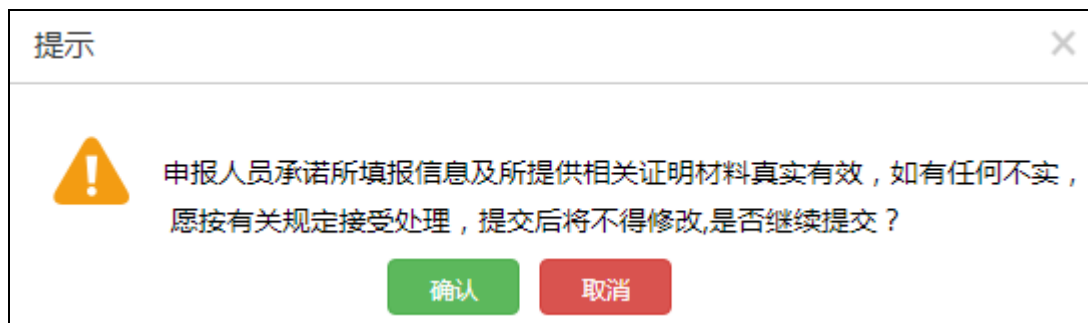 提示
申报人员承诺所填报信息及所提供相关证明材料真实有效，如有任何不实，
愿按有关规定接受处理，提交后将不得修改,是否继续提交？
确认 取消